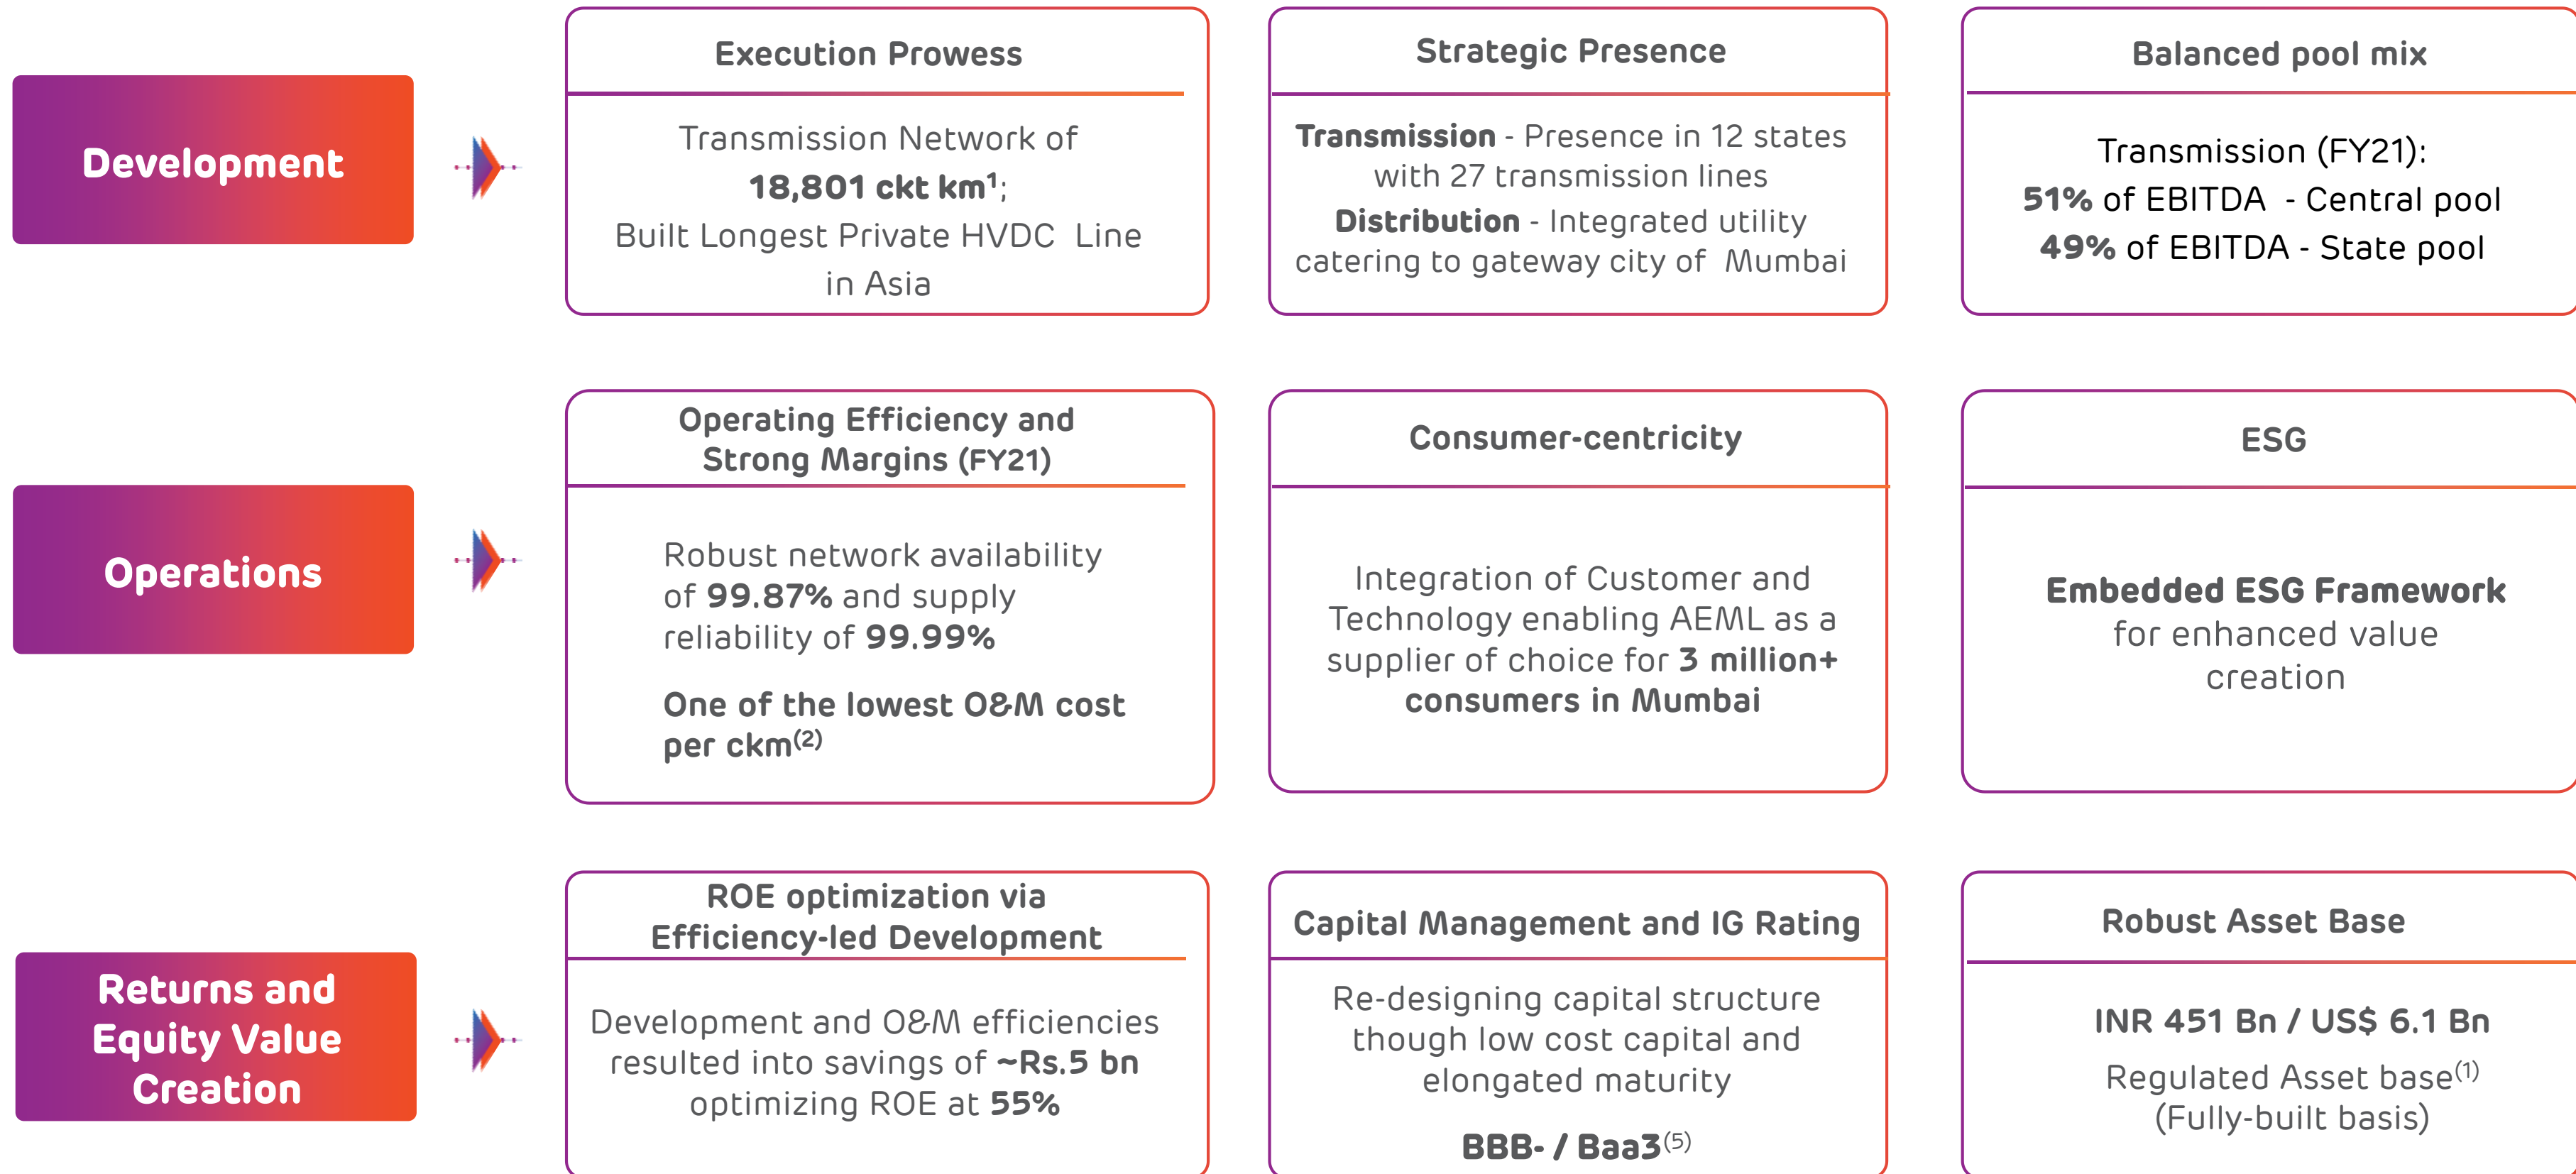 Development
Execution Prowess
Transmission Network of
18,801 ckt km¹;
Built Longest Private HVDC Line
in Asia
Strategic Presence
Transmission - Presence in 12 states
with 27 transmission lines
Distribution - Integrated utility
catering to gateway city of Mumbai
Balanced pool mix
Transmission (FY21):
51% of EBITDA - Central pool
49% of EBITDA - State pool
Operations
Operating Efficiency and
Strong Margins (FY21)
Robust network availability
of 99.87% and supply
reliability of 99.99%
One of the lowest O&M cost
per ckm(2)
Consumer-centricity
Integration of Customer and
Technology enabling AEML as a
supplier of choice for 3 million+
consumers in Mumbai
ESG
Embedded ESG Framework
for enhanced value
creation
Returns and
Equity Value
Creation
ROE optimization via
Efficiency-led Development
Development and O&M efficiencies
resulted into savings of ~Rs.5 bn
optimizing ROE at 55%
Capital Management and IG Rating
Re-designing capital structure
though low cost capital and
elongated maturity
BBB- / Baa3(5)
Robust Asset Base
INR 451 Bn / US$ 6.1 Bn
Regulated Asset base(1)
(Fully-built basis)